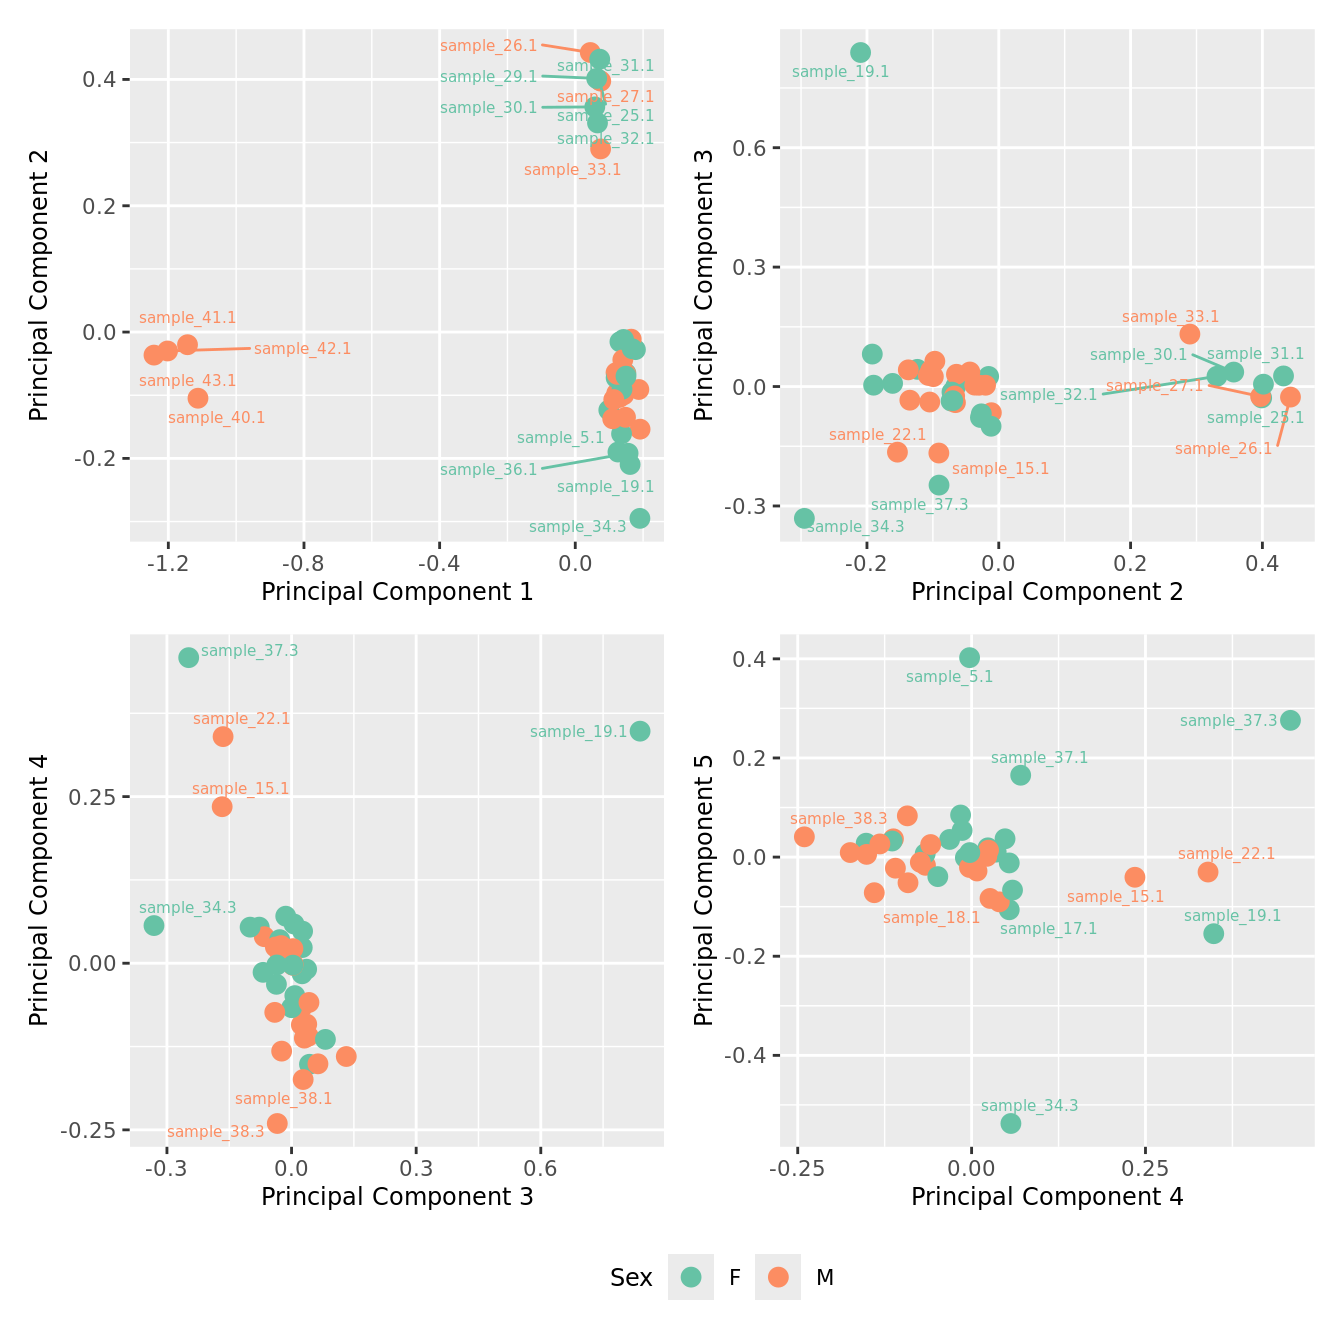 Principal Component 2
0.4
0.2
0.0
-0.2
sample_26.1
sample_31.1
sample_29.1
sample_27.1
sample_30.1
sample_25.1
sample_32.1
sample_33.1
sample_41.1
sample_42.1
sample_43.1
sample_40.1
sample_5.1
sample_36.1
sample_19.1
sample_34.3
-1.2
-0.8
-0.4
0.0
Principal Component 1
Principal Component 3
0.6
0.3
0.0
-0.3
sample_19.1
sample_33.1
sample_30.1
sample_31.1
sample_27.1
sample_32.1
sample_25.1
sample_22.1
sample_26.1
sample_15.1
sample_37.3
sample_34.3
-0.2
0.0
0.2
0.4
Principal Component 2
Principal Component 4
0.25
0.00
-0.25
sample_37.3
sample_22.1
sample_19.1
sample_15.1
sample_34.3
sample_38.1
sample_38.3
-0.3
0.0
0.3
0.6
Principal Component 3
Principal Component 5
0.4
0.2
0.0
-0.2
-0.4
sample_5.1
sample_37.3
sample_37.1
sample_38.3
sample_22.1
sample_15.1
sample_18.1
sample_19.1
sample_17.1
sample_34.3
-0.25
0.00
0.25
Principal Component 4
Sex F M